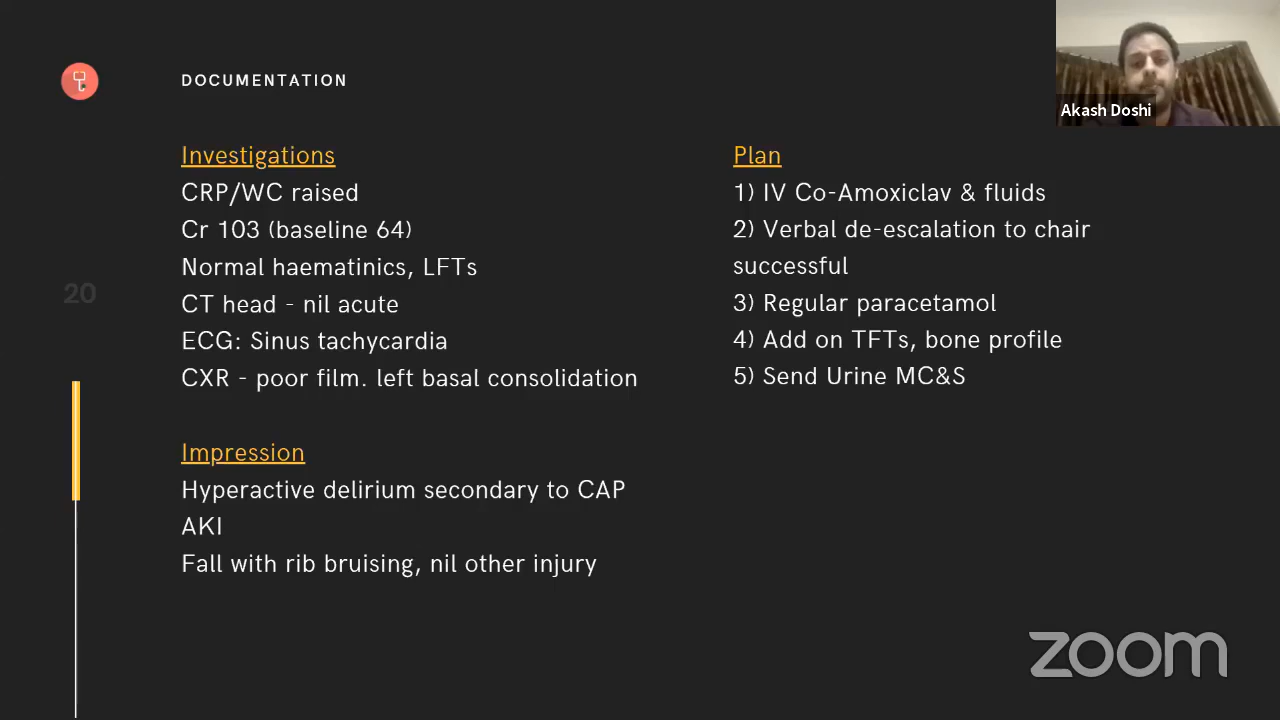 DOCUMENTATION
Akash Doshi
Investigations
CRP/WC raised
Cr 103 (baseline 64)
Normal haematinics, LFTs
CT head - nil acute
ECG: Sinus tachycardia
CXR - poor film. left basal consolidation
Impression
Hyperactive delirium secondary to CAP
AKI
Fall with rib bruising, nil other injury
Plan
1) IV Co-Amoxiclav & fluids
2) Verbal de-escalation to chair
successful
3) Regular paracetamol
4) Add on TFTs, bone profile
5) Send Urine MC&S
20
zoom